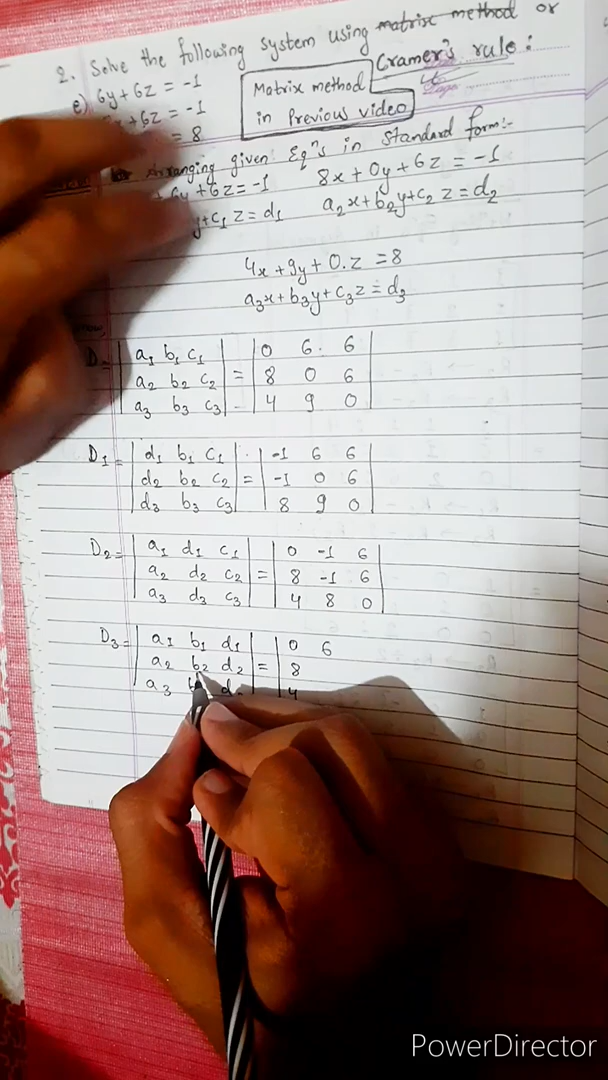 2. Solve the following system using matrix method or
Cramer's rule:
e) 6y + 6z = -1
+ 6z = -1
= 8
Matrix method
in Previous video
Arranging given Eqⁿs in standard form:-
+ 6y + 6z = -1 8x + 0y + 6z = -1
y + c₁ z = d₁ a₂x + b₂y + c₂ z = d₂
4x + 9y + 0.z = 8
a₃x + b₃y + c₃z = d₃
D = | a₁ b₁ c₁ | = | 0 6 6 |
| a₂ b₂ c₂ | | 8 0 6 |
| a₃ b₃ c₃ | | 4 9 0 |
D₁ = | d₁ b₁ c₁ | = | -1 6 6 |
| d₂ b₂ c₂ | | -1 0 6 |
| d₃ b₃ c₃ | | 8 9 0 |
D₂ = | a₁ d₁ c₁ | = | 0 -1 6 |
| a₂ d₂ c₂ | | 8 -1 6 |
| a₃ d₃ c₃ | | 4 8 0 |
D₃ = | a₁ b₁ d₁ | = | 0 6
| a₂ b₂ d₂ | | 8
| a₃ | 4
PowerDirector